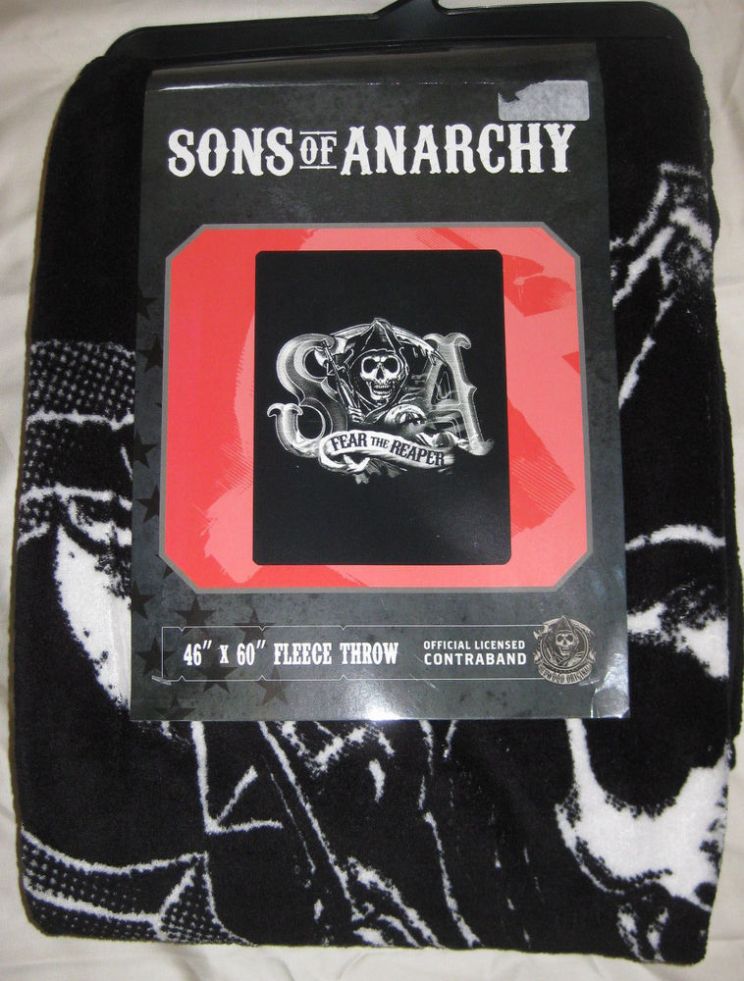 SONS OF ANARCHY
SA
FEAR THE REAPER
46" X 60" FLEECE THROW
OFFICIAL LICENSED
CONTRABAND